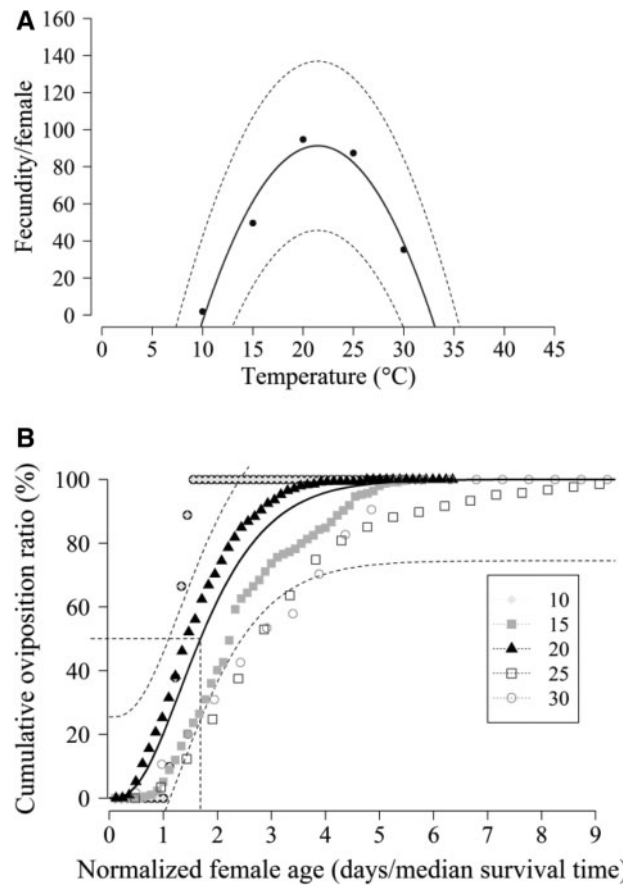 A
160
140
120
100
80
60
40
20
0
Fecundity/female
0 5 10 15 20 25 30 35 40 45
Temperature (°C)
B
100
80
60
40
20
0
Cumulative oviposition ratio (%)
10
15
20
25
30
0 1 2 3 4 5 6 7 8 9
Normalized female age (days/median survival time)